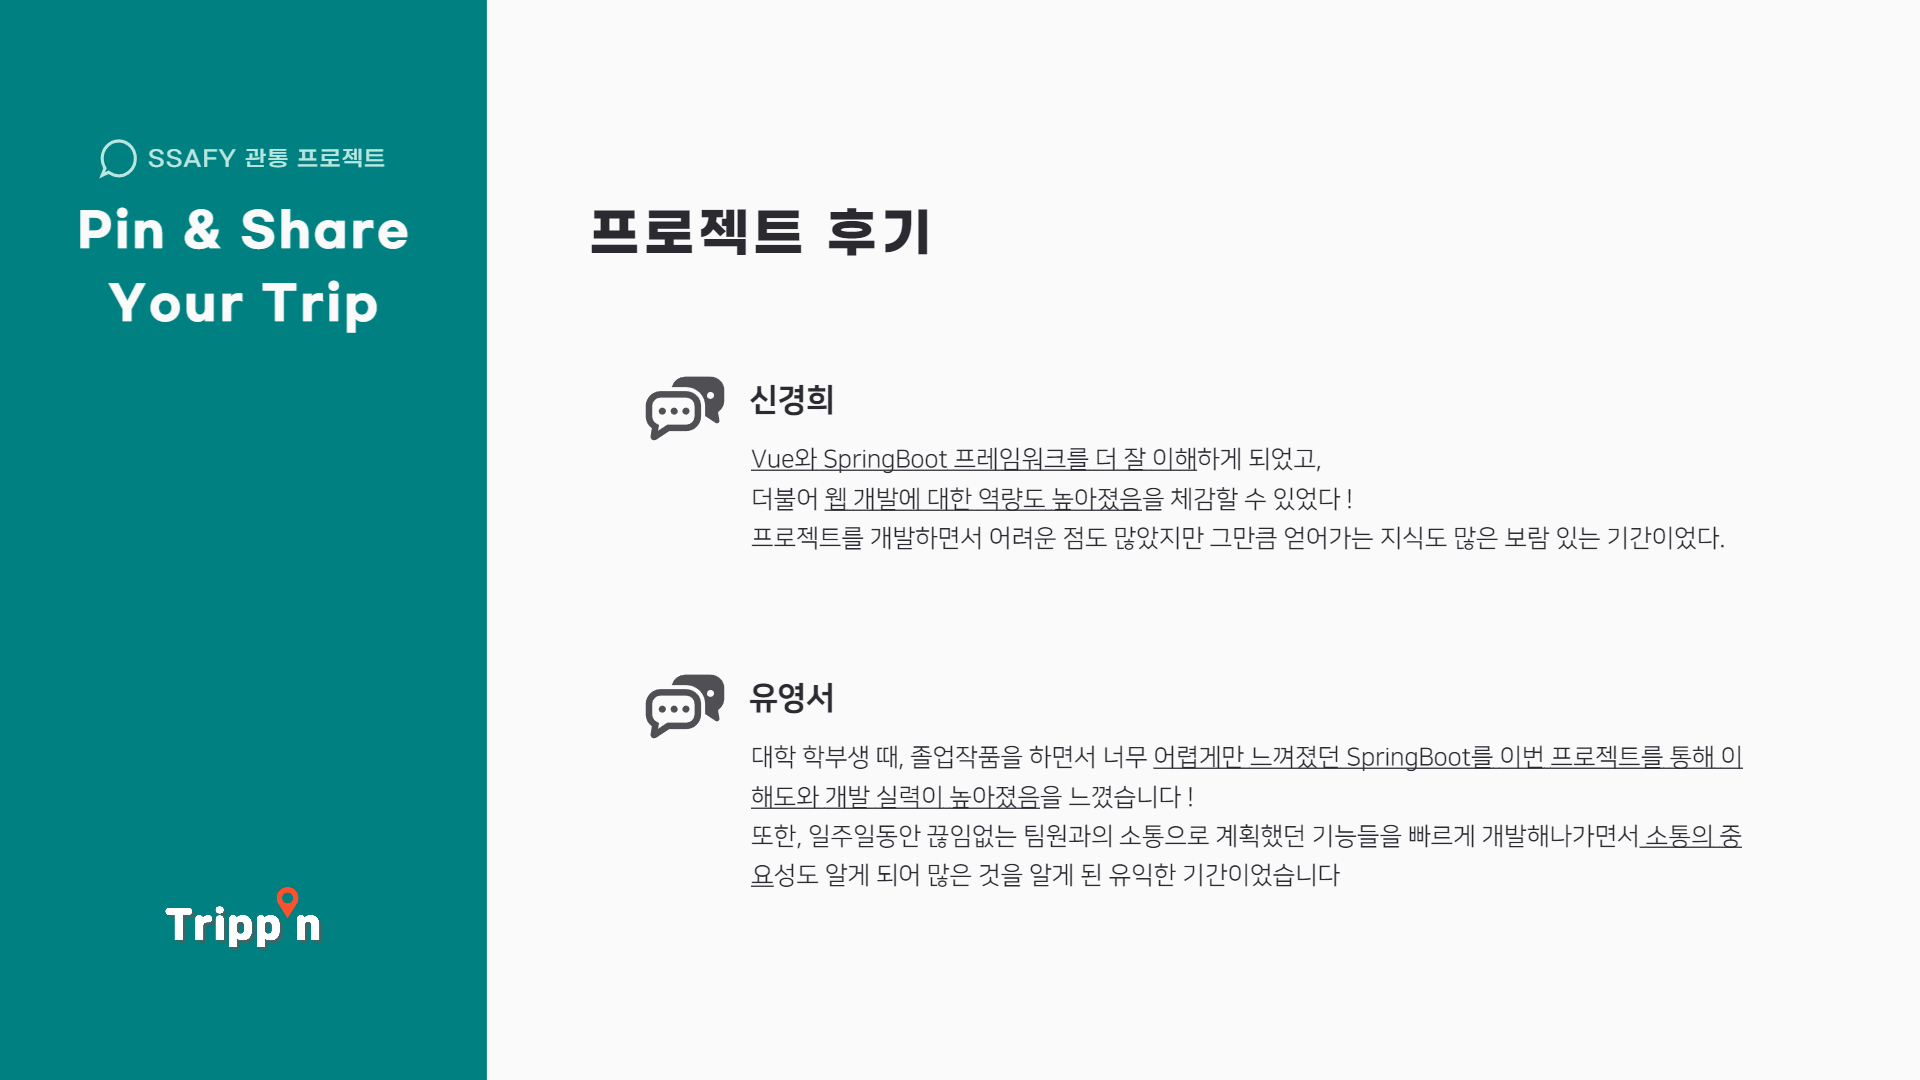 SSAFY 관통 프로젝트
Pin & Share
Your Trip
Tripp n
프로젝트 후기
신경희
Vue와 SpringBoot 프레임워크를 더 잘 이해하게 되었고,
더불어 웹 개발에 대한 역량도 높아졌음을 체감할 수 있었다 !
프로젝트를 개발하면서 어려운 점도 많았지만 그만큼 얻어가는 지식도 많은 보람 있는 기간이었다.
유영서
대학 학부생 때, 졸업작품을 하면서 너무 어렵게만 느껴졌던 SpringBoot를 이번 프로젝트를 통해 이
해도와 개발 실력이 높아졌음을 느꼈습니다 !
또한, 일주일동안 끊임없는 팀원과의 소통으로 계획했던 기능들을 빠르게 개발해나가면서 소통의 중
요성도 알게 되어 많은 것을 알게 된 유익한 기간이었습니다